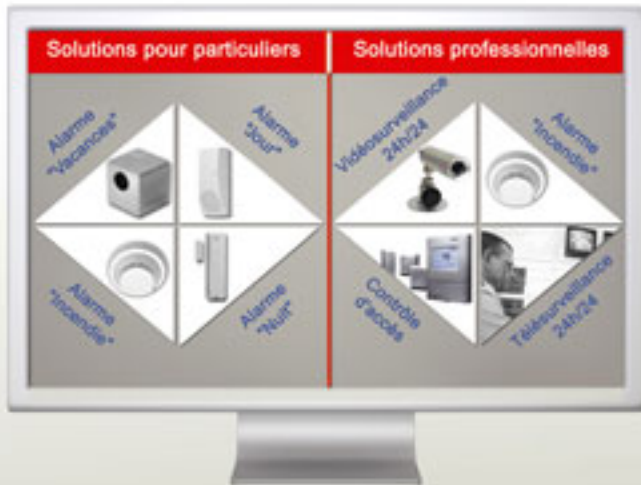 Solutions pour particuliers
Solutions professionnelles
Alarme
"Vacances"
Alarme
"Jour"
Alarme
"Incendie"
Alarme
"Nuit"
Vidéosurveillance
24h/24
Alarme
"Incendie"
Contrôle
d'accès
Télésurveillance
24h/24